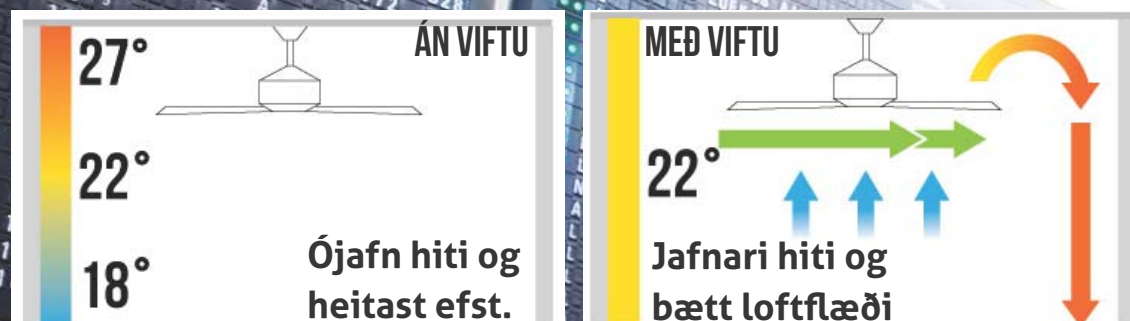 ÁN VIFTU
27°
22°
18°
Ójafn hiti og
heitast efst.
MEÐ VIFTU
22°
Jafnari hiti og
bætt loftflæði